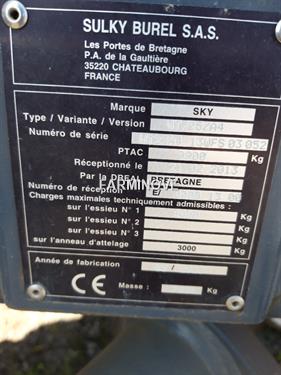 SULKY BUREL S.A.S.
Les Portes de Bretagne
P.A. de la Gaultière
35220 CHATEAUBOURG
FRANCE
Marque SKY
Type / Variante / Version
Numéro de série
PTAC Kg
Réceptionné le 2013
Par la DREAL BRETAGNE
Numéro de réception E/
Charges maximales techniquement admissibles :
sur l'essieu N° 1 Kg
sur l'essieu N° 2 Kg
sur l'essieu N° 3 Kg
sur l'anneau d'attelage 3000 Kg
Année de fabrication /
CE Masse : Kg
FARMINOVE